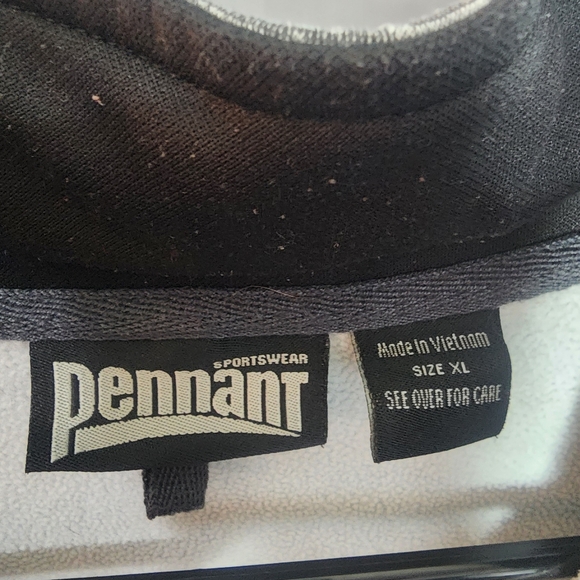 SPORTSWEAR
Pennant
Made in Vietnam
SIZE XL
SEE OVER FOR CARE